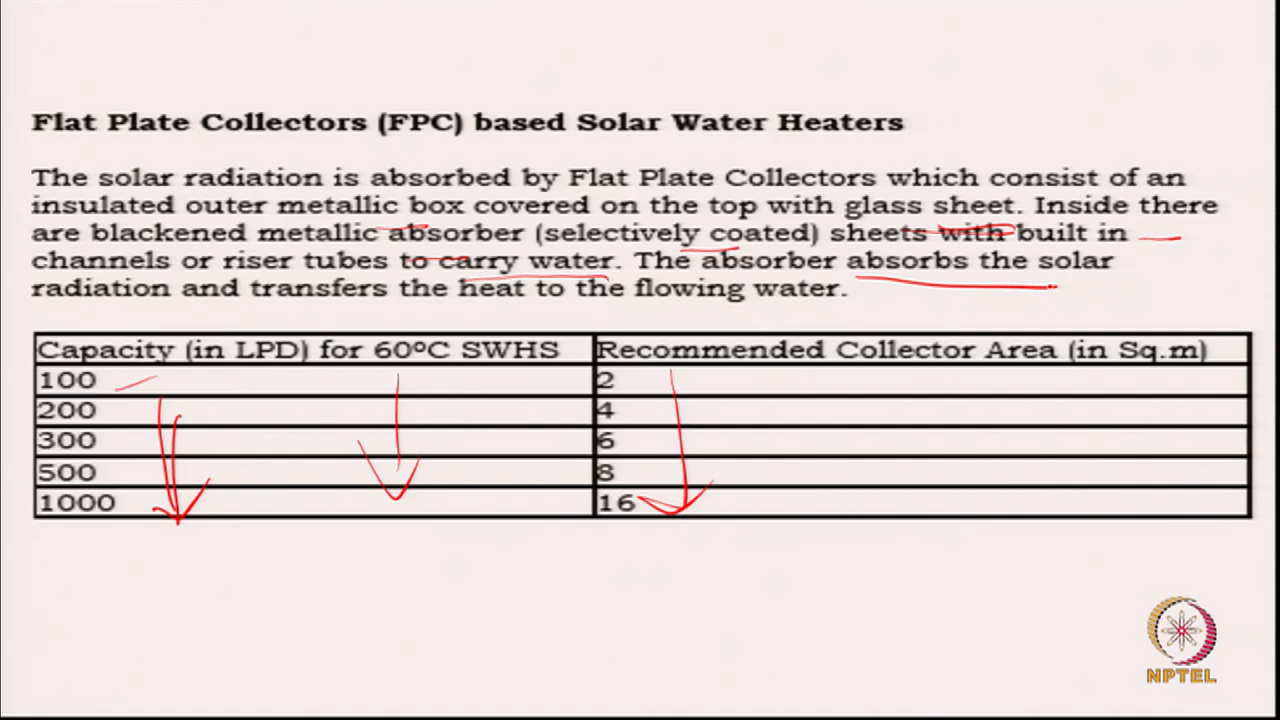 Flat Plate Collectors (FPC) based Solar Water Heaters
The solar radiation is absorbed by Flat Plate Collectors which consist of an
insulated outer metallic box covered on the top with glass sheet. Inside there
are blackened metallic absorber (selectively coated) sheets with built in
channels or riser tubes to carry water. The absorber absorbs the solar
radiation and transfers the heat to the flowing water.
Capacity (in LPD) for 60ºC SWHS Recommended Collector Area (in Sq.m)
100 2
200 4
300 6
500 8
1000 16
NPTEL